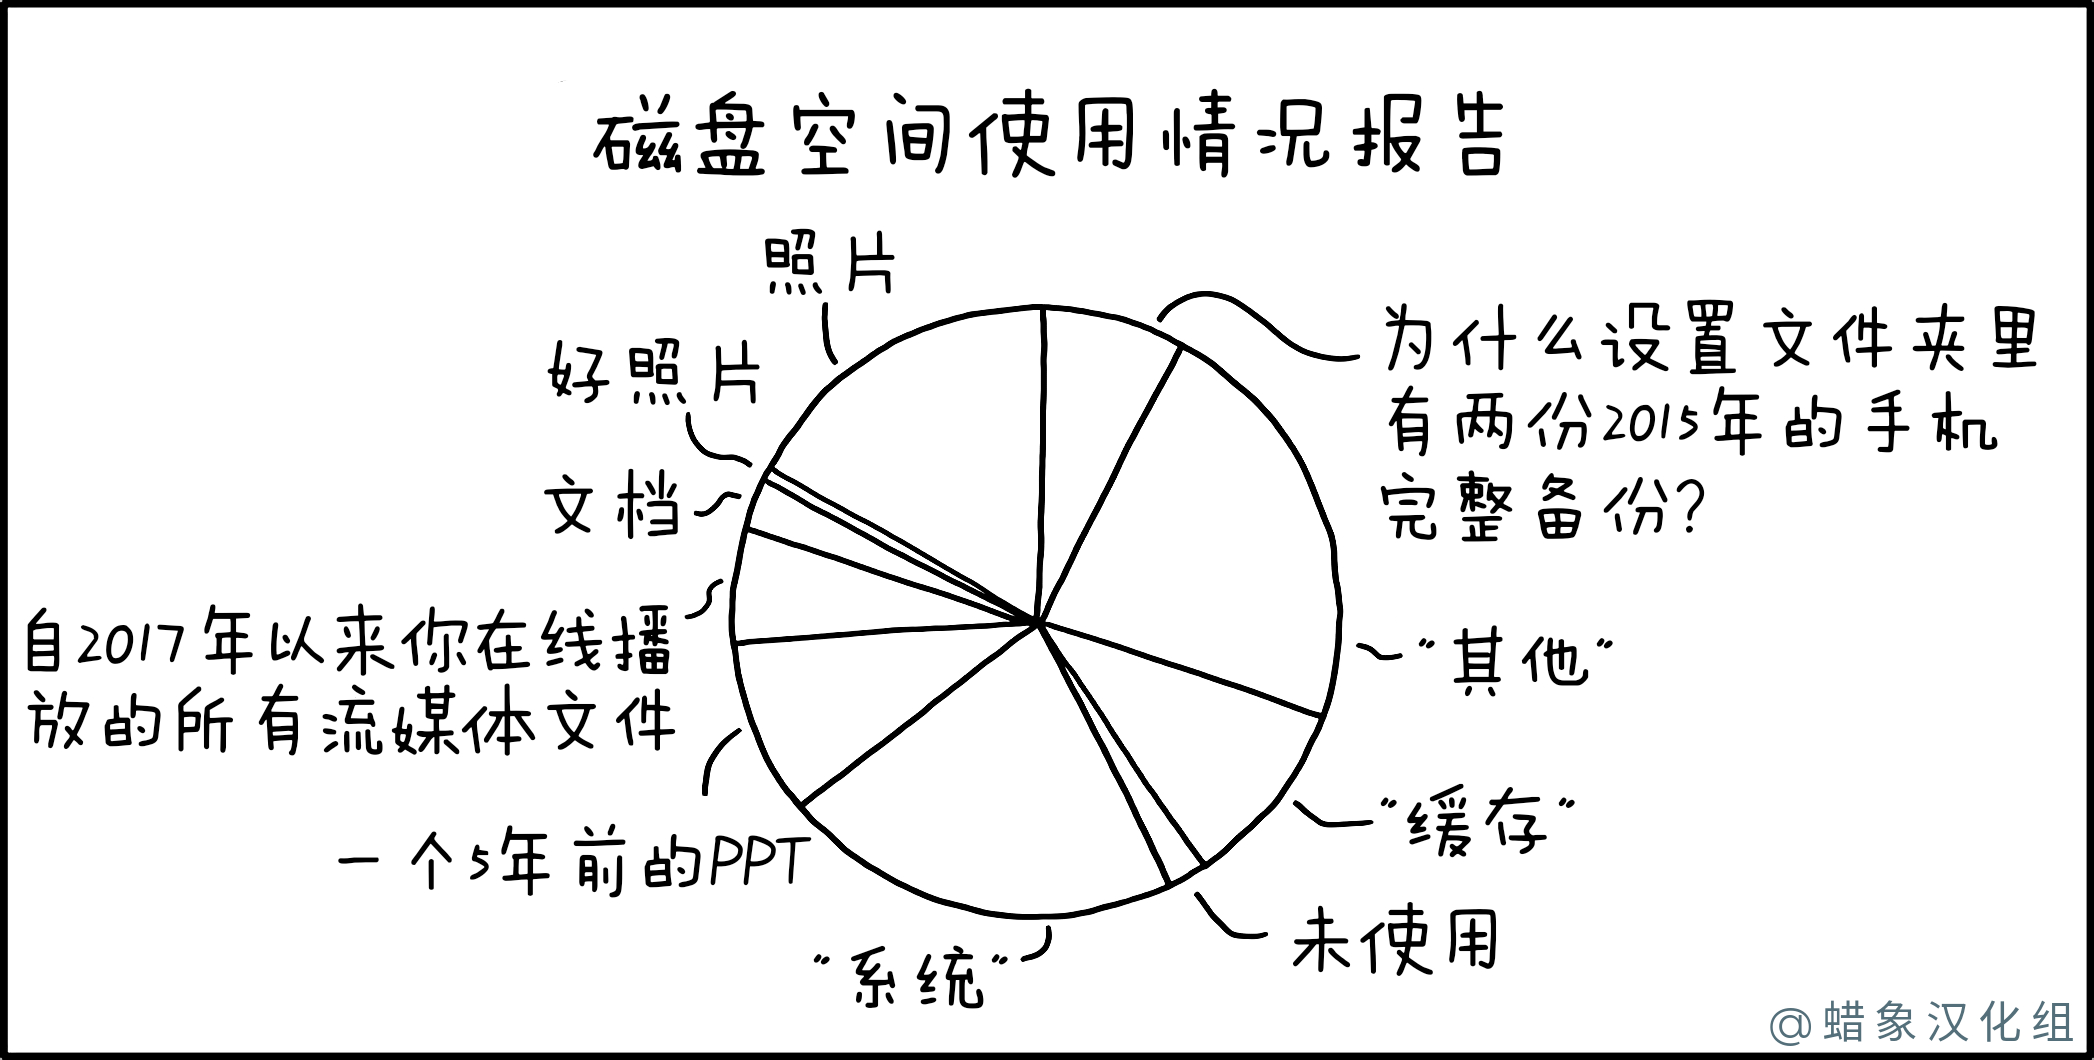 磁盘空间使用情况报告
照片
好照片
文档
自2017年以来你在线播
放的所有流媒体文件
一个5年前的PPT
"系统"
为什么设置文件夹里
有两份2015年的手机
完整备份?
"其他"
"缓存"
未使用
@蜡象汉化组